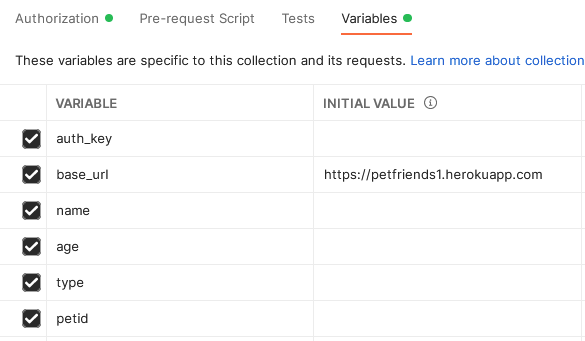 Authorization Pre-request Script Tests Variables
These variables are specific to this collection and its requests. Learn more about collection
VARIABLE INITIAL VALUE
auth_key
base_url https://petfriends1.herokuapp.com
name
age
type
petid